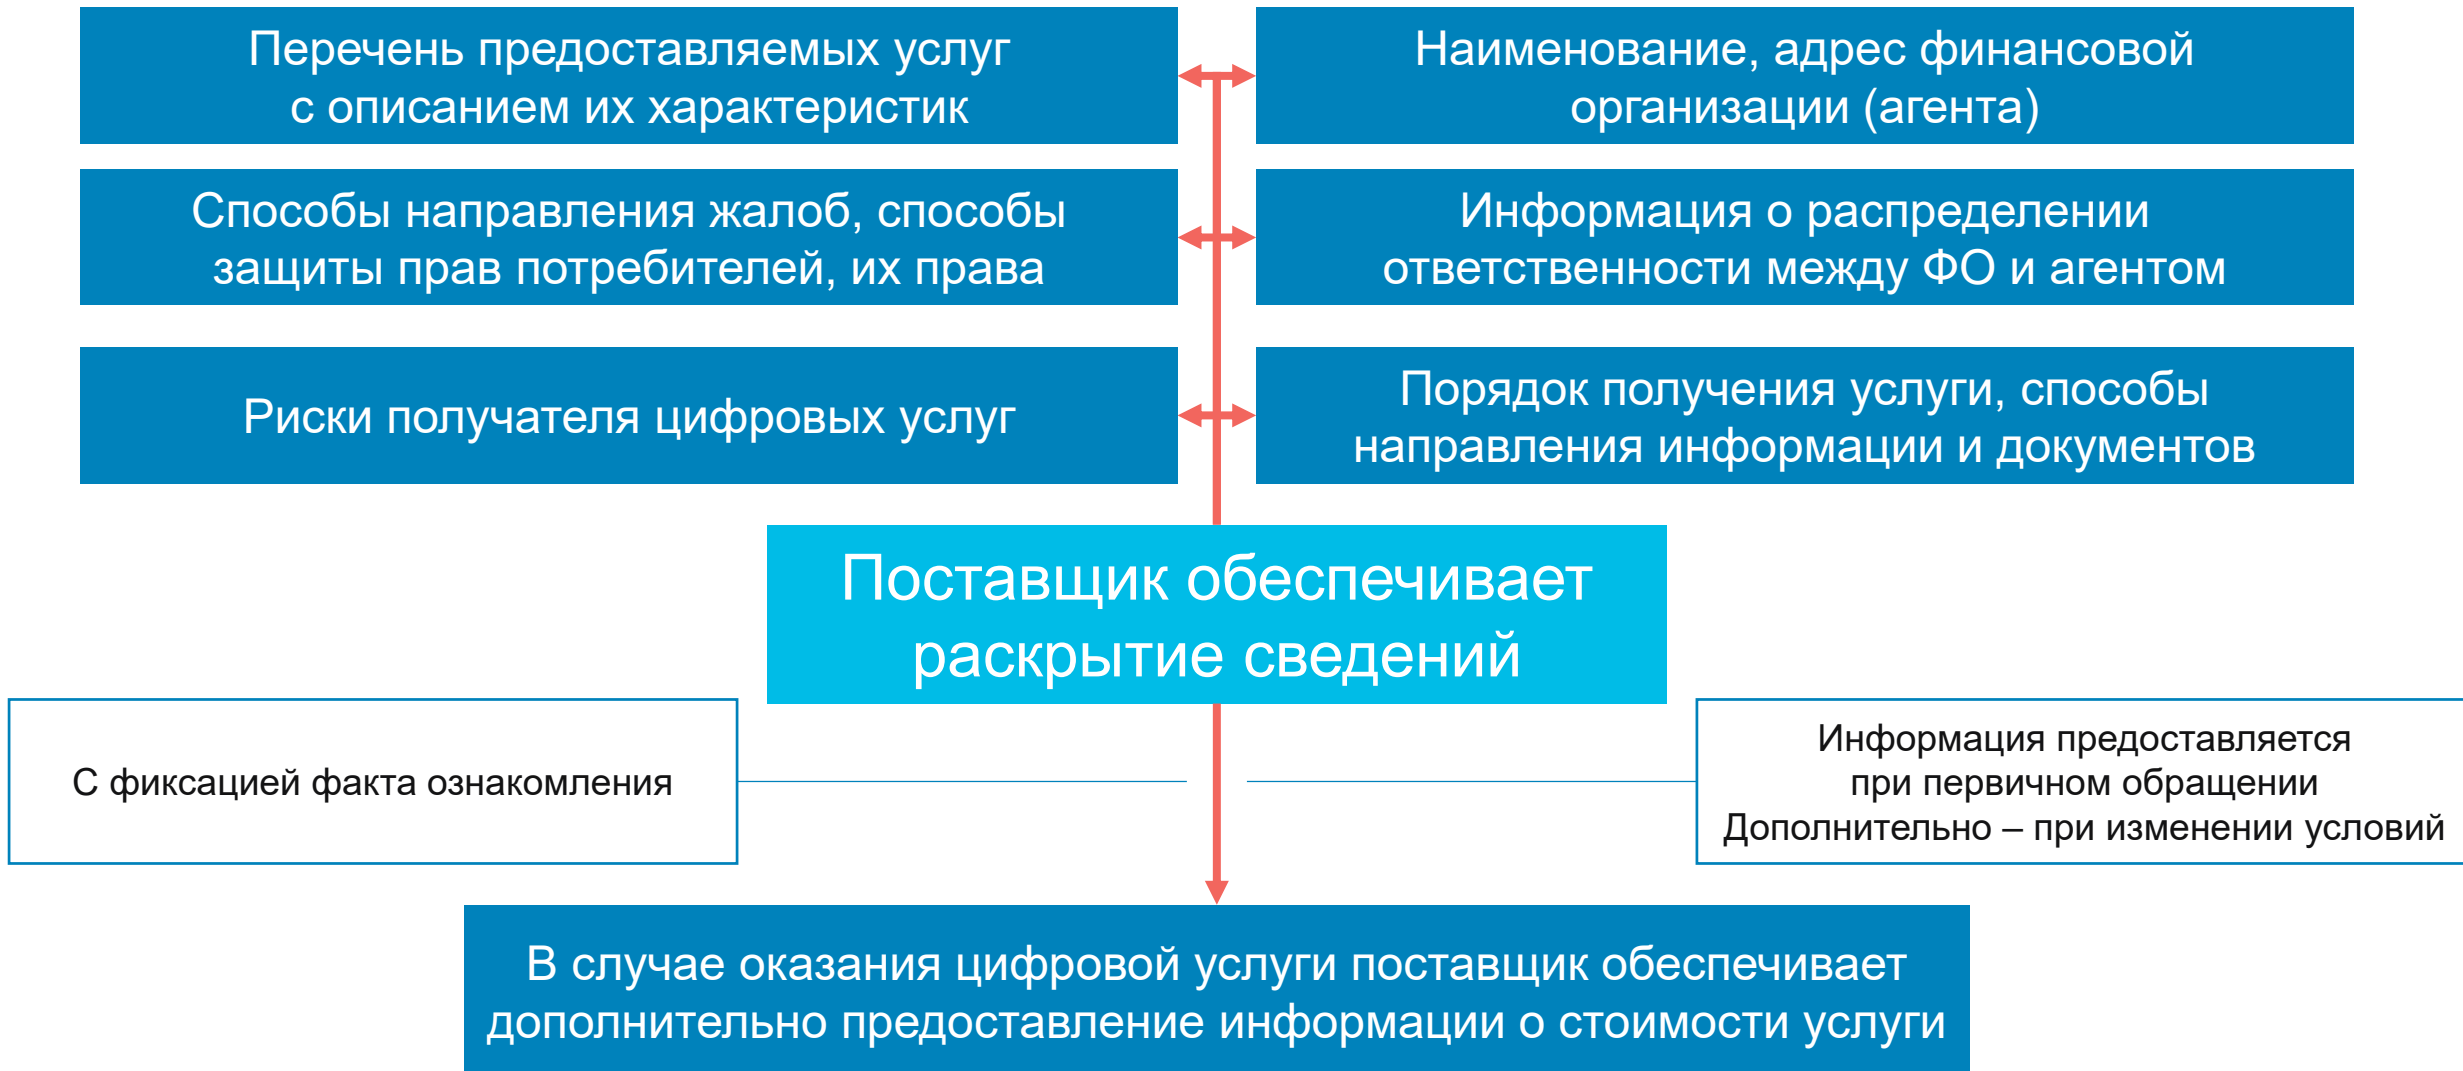 Перечень предоставляемых услуг
с описанием их характеристик
Наименование, адрес финансовой
организации (агента)
Способы направления жалоб, способы
защиты прав потребителей, их права
Информация о распределении
ответственности между ФО и агентом
Риски получателя цифровых услуг
Порядок получения услуги, способы
направления информации и документов
Поставщик обеспечивает
раскрытие сведений
С фиксацией факта ознакомления
Информация предоставляется
при первичном обращении
Дополнительно – при изменении условий
В случае оказания цифровой услуги поставщик обеспечивает
дополнительно предоставление информации о стоимости услуги